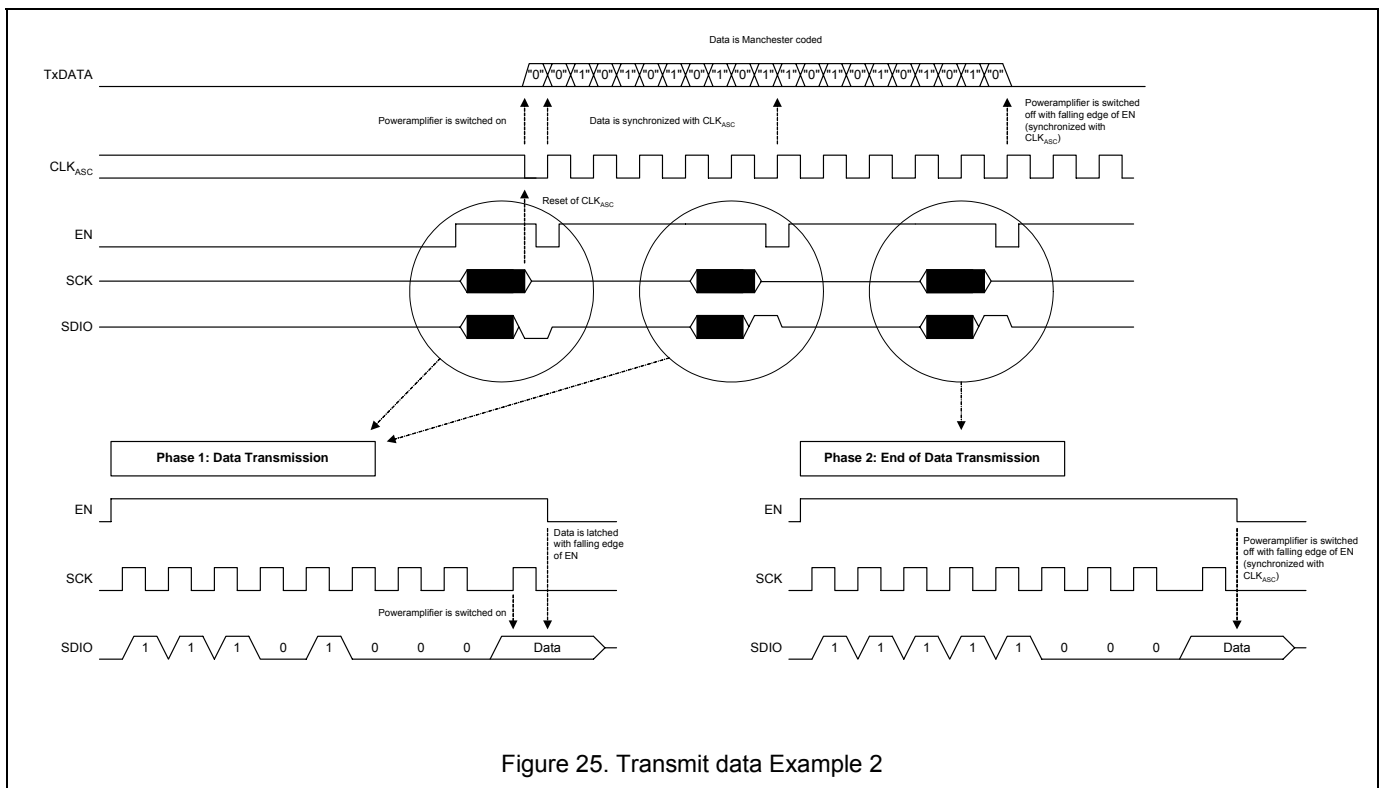 Data is Manchester coded
TxDATA
"0" "0" "1" "0" "1" "0" "1" "0" "1" "0" "1" "1" "0" "1" "0" "1" "0" "1" "0" "1" "0"
Poweramplifier is switched on
Data is synchronized with CLKASC
Poweramplifier is switched
off with falling edge of EN
(synchronized with
CLKASC)
CLKASC
Reset of CLKASC
EN
SCK
SDIO
Phase 1: Data Transmission
EN
Data is latched
with falling edge
of EN
SCK
Poweramplifier is switched on
SDIO 1 1 1 0 1 0 0 0 Data
Phase 2: End of Data Transmission
EN
Poweramplifier is switched
off with falling edge of EN
(synchronized with
CLKASC)
SCK
SDIO 1 1 1 1 1 0 0 0 Data
Figure 25. Transmit data Example 2